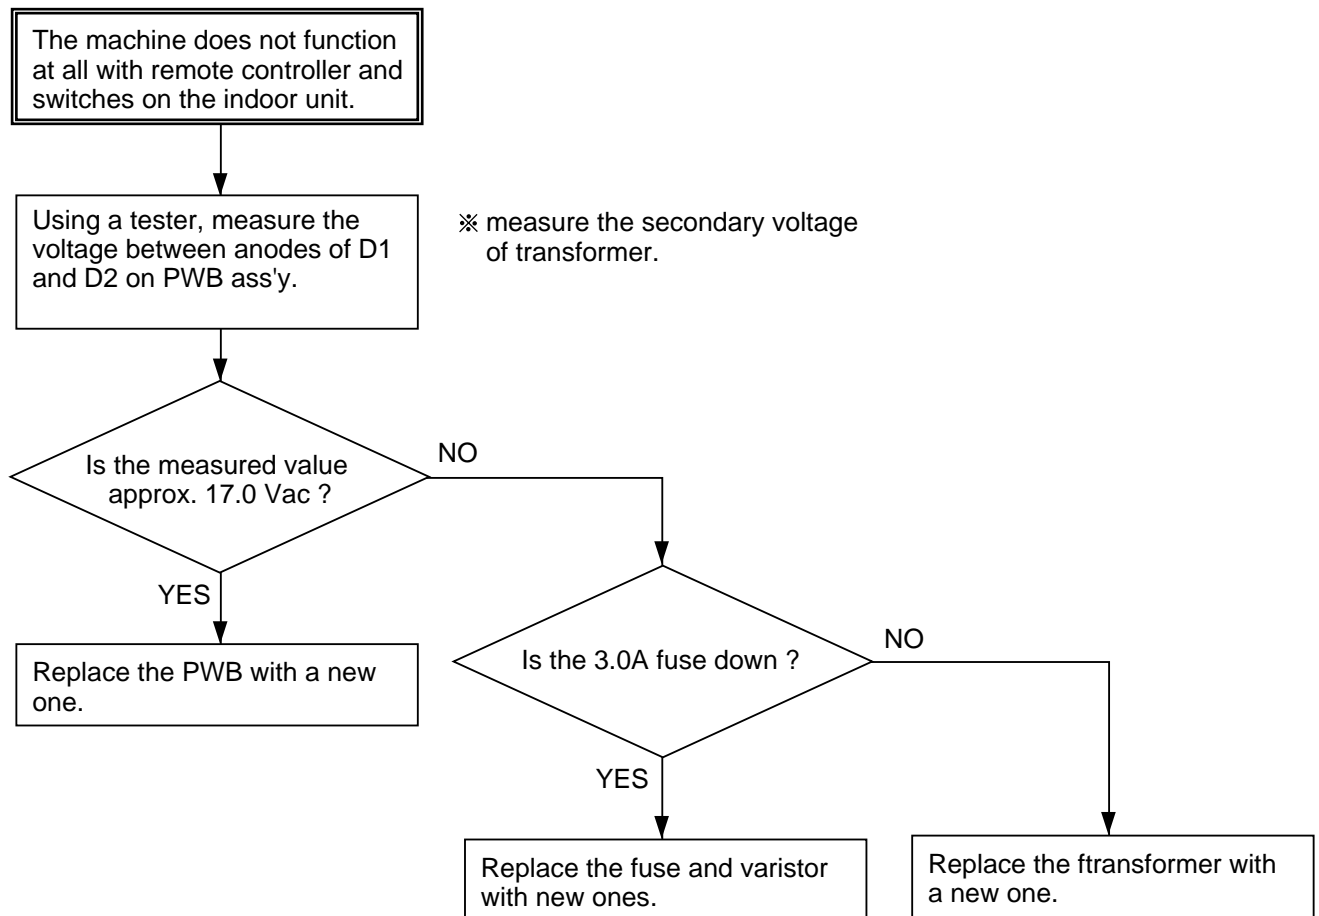 The machine does not function
at all with remote controller and
switches on the indoor unit.
Using a tester, measure the
voltage between anodes of D1
and D2 on PWB ass'y.
※ measure the secondary voltage
of transformer.
Is the measured value
approx. 17.0 Vac ?
NO
YES
Replace the PWB with a new
one.
Is the 3.0A fuse down ?
NO
YES
Replace the fuse and varistor
with new ones.
Replace the ftransformer with
a new one.